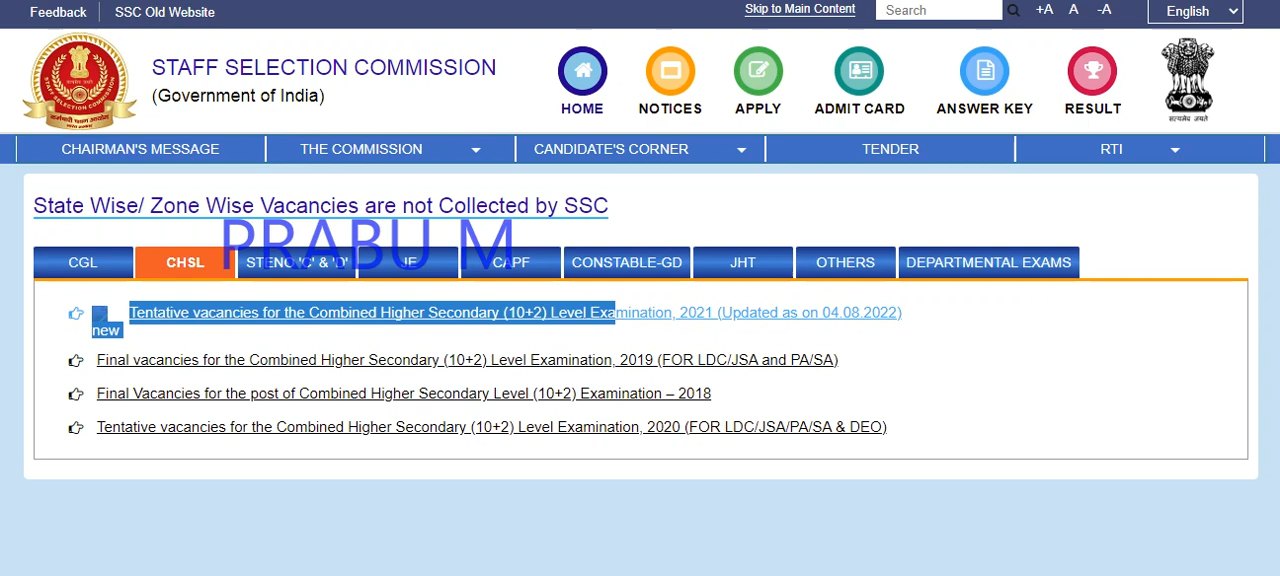 Feedback SSC Old Website Skip to Main Content Search +A A -A English
STAFF SELECTION COMMISSION
(Government of India)
HOME NOTICES APPLY ADMIT CARD ANSWER KEY RESULT
सत्यमेव जयते
CHAIRMAN'S MESSAGE THE COMMISSION CANDIDATE'S CORNER TENDER RTI
State Wise/ Zone Wise Vacancies are not Collected by SSC
PRABU M
CGL CHSL STENO 'C' & 'D' JE CAPF CONSTABLE-GD JHT OTHERS DEPARTMENTAL EXAMS
Tentative vacancies for the Combined Higher Secondary (10+2) Level Examination, 2021 (Updated as on 04.08.2022)
new
Final vacancies for the Combined Higher Secondary (10+2) Level Examination, 2019 (FOR LDC/JSA and PA/SA)
Final Vacancies for the post of Combined Higher Secondary Level (10+2) Examination – 2018
Tentative vacancies for the Combined Higher Secondary (10+2) Level Examination, 2020 (FOR LDC/JSA/PA/SA & DEO)